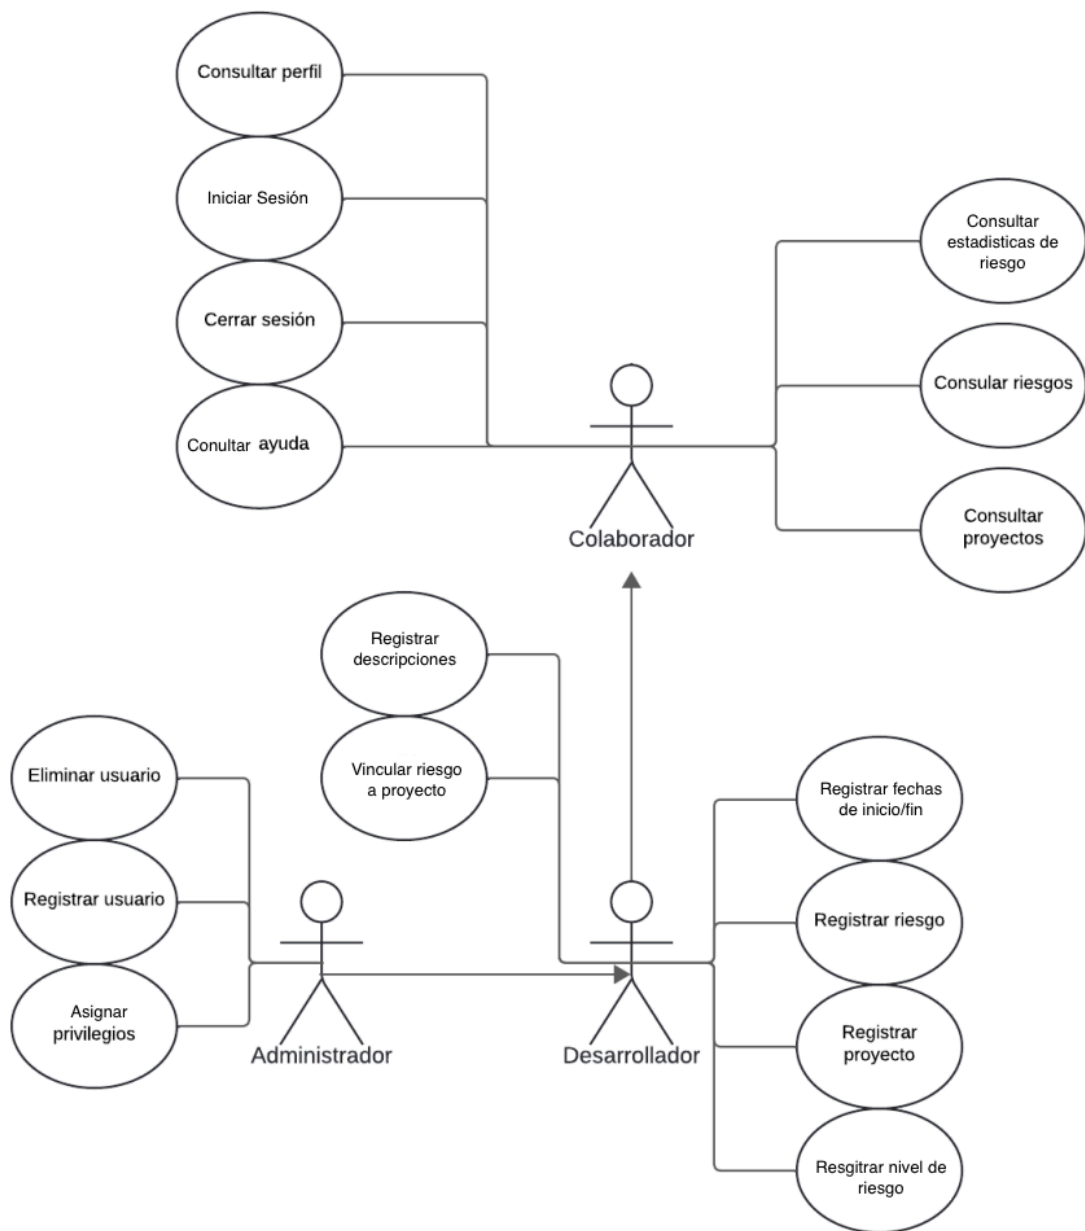 Consultar perfil
Iniciar Sesión
Cerrar sesión
Conultar ayuda
Consultar
estadisticas de
riesgo
Consular riesgos
Consultar
proyectos
Colaborador
Registrar
descripciones
Vincular riesgo
a proyecto
Eliminar usuario
Registrar usuario
Asignar
privilegios
Administrador
Desarrollador
Registrar fechas
de inicio/fin
Registrar riesgo
Registrar
proyecto
Resgitrar nivel de
riesgo